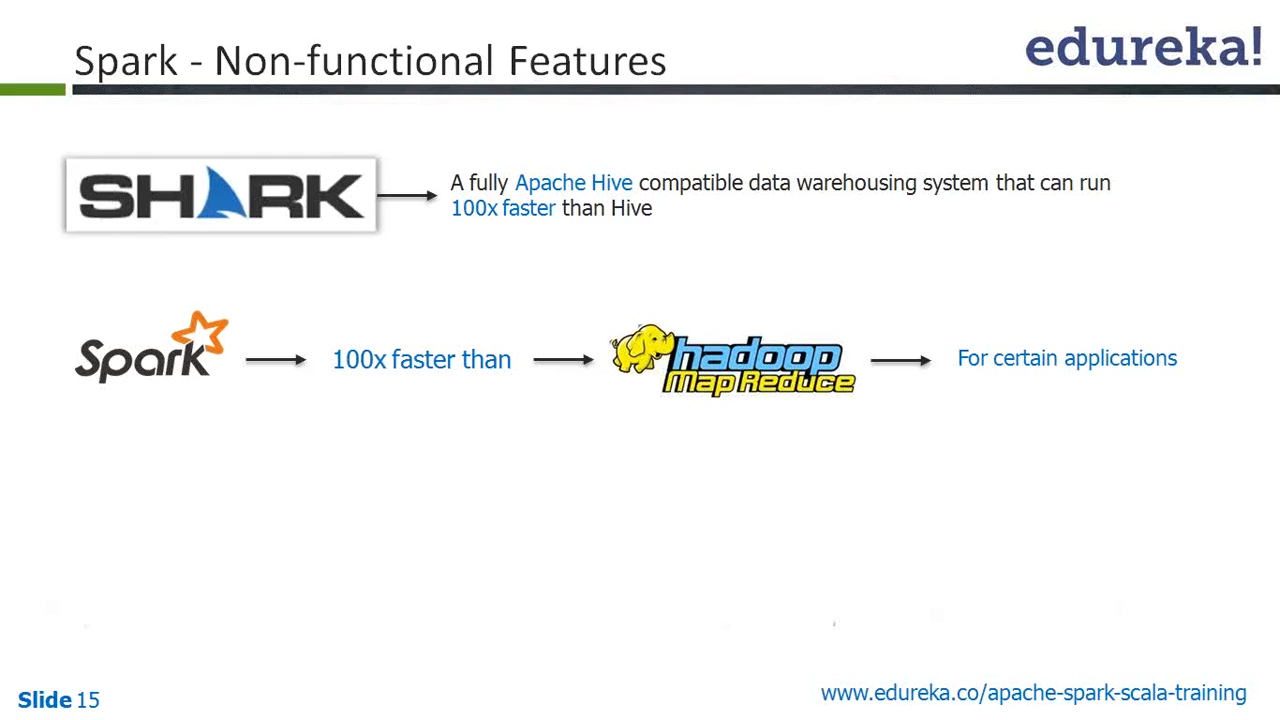 Spark - Non-functional Features
edureka!
SHARK
A fully Apache Hive compatible data warehousing system that can run
100x faster than Hive
Spark
100x faster than
hadoop
Map Reduce
For certain applications
Slide 15
www.edureka.co/apache-spark-scala-training